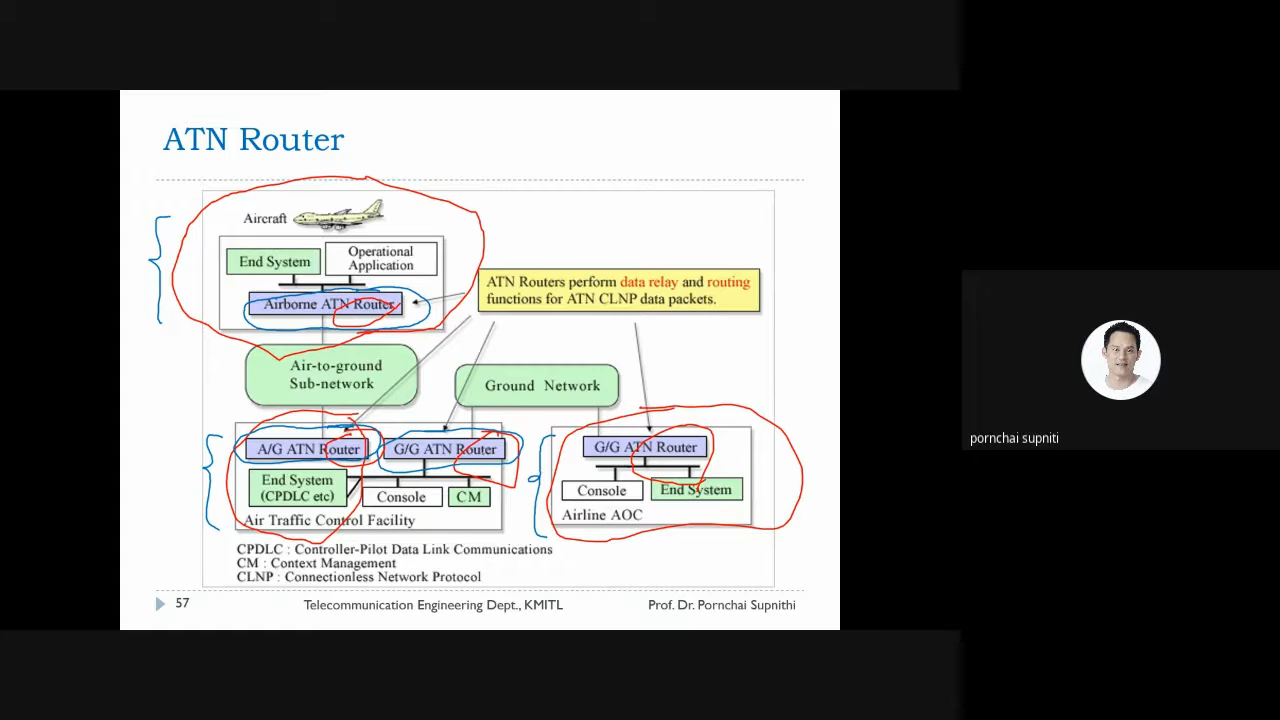 ATN Router
Aircraft
End System
Operational
Application
Airborne ATN Router
ATN Routers perform data relay and routing
functions for ATN CLNP data packets.
Air-to-ground
Sub-network
Ground Network
A/G ATN Router
G/G ATN Router
G/G ATN Router
End System
(CPDLC etc)
Console
CM
Console
End System
Air Traffic Control Facility
Airline AOC
CPDLC : Controller-Pilot Data Link Communications
CM : Context Management
CLNP : Connectionless Network Protocol
57
Telecommunication Engineering Dept., KMITL
Prof. Dr. Pornchai Supnithi
pornchai supniti